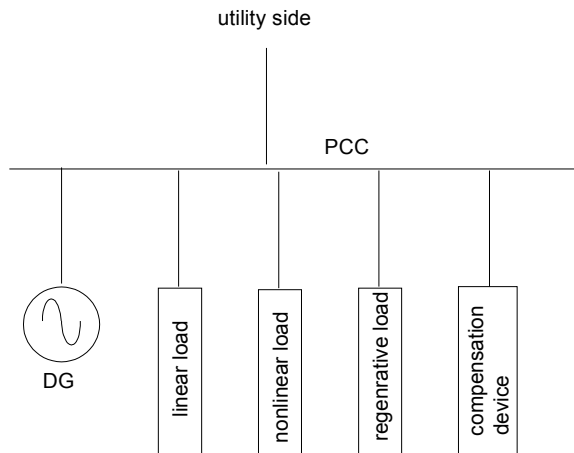 utility side
PCC
DG
linear load
nonlinear load
regenrative load
compensation
device